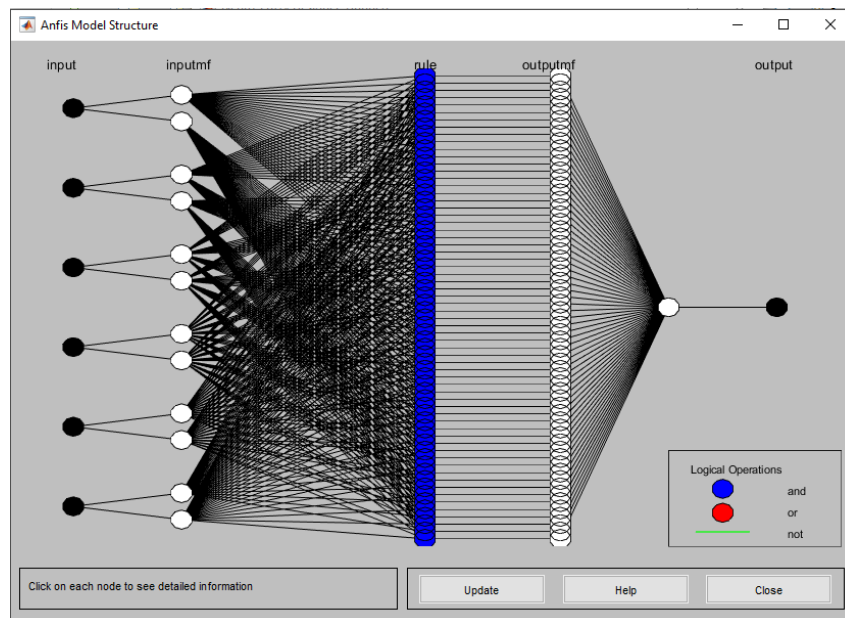 Anfis Model Structure
input inputmf rule outputmf output
Logical Operations
and
or
not
Click on each node to see detailed information
Update Help Close